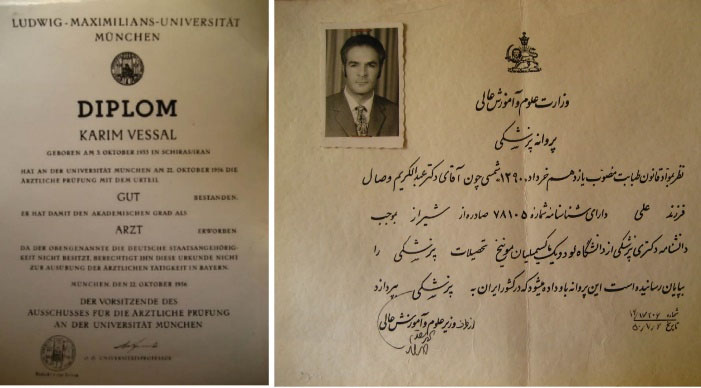 LUDWIG-MAXIMILIANS-UNIVERSITÄT
MÜNCHEN
DIPLOM
KARIM VESSAL
GEBOREN AM 3. OKTOBER 1933 IN SCHIRAS/IRAN
HAT AN DER UNIVERSITÄT MÜNCHEN AM 22. OKTOBER 1956 DIE
ÄRZTLICHE PRÜFUNG MIT DEM URTEIL
GUT BESTANDEN.
ER HAT DAMIT DEN AKADEMISCHEN GRAD ALS
ARZT ERWORBEN
DA DER OBENGENANNTE DIE DEUTSCHE STAATSANGEHÖRIG-
KEIT NICHT BESITZT, BERECHTIGT IHN DIESE URKUNDE NICHT
ZUR AUSÜBUNG DER ÄRZTLICHEN TÄTIGKEIT IN BAYERN.
MÜNCHEN, DEN 22. OKTOBER 1956
DER VORSITZENDE DES
AUSSCHUSSES FÜR DIE ÄRZTLICHE PRÜFUNG
AN DER UNIVERSITÄT MÜNCHEN
UNIVERSITÄTSPROFESSOR
وزارت علوم و آموزش عالی
پروانه پزشکی
نظر بمواد قانون طبابت مصوب یازدهم خرداد ۱۲۹۰ شمسی چون آقای دکتر عبدالکریم وصال
فرزند علی دارای شناسنامه شماره ۷۸۱۰۵ صادره از شیراز بموجب
دانشنامه دکتری پزشکی از دانشگاه لودویک ماکسیمیلیان مونیخ تحصیلات پزشکی را
بپایان رسانیده است این پروانه باو داده میشود که در کشور ایران به پزشکی بپردازد
از طرف وزیر علوم و آموزش عالی
شماره
تاریخ